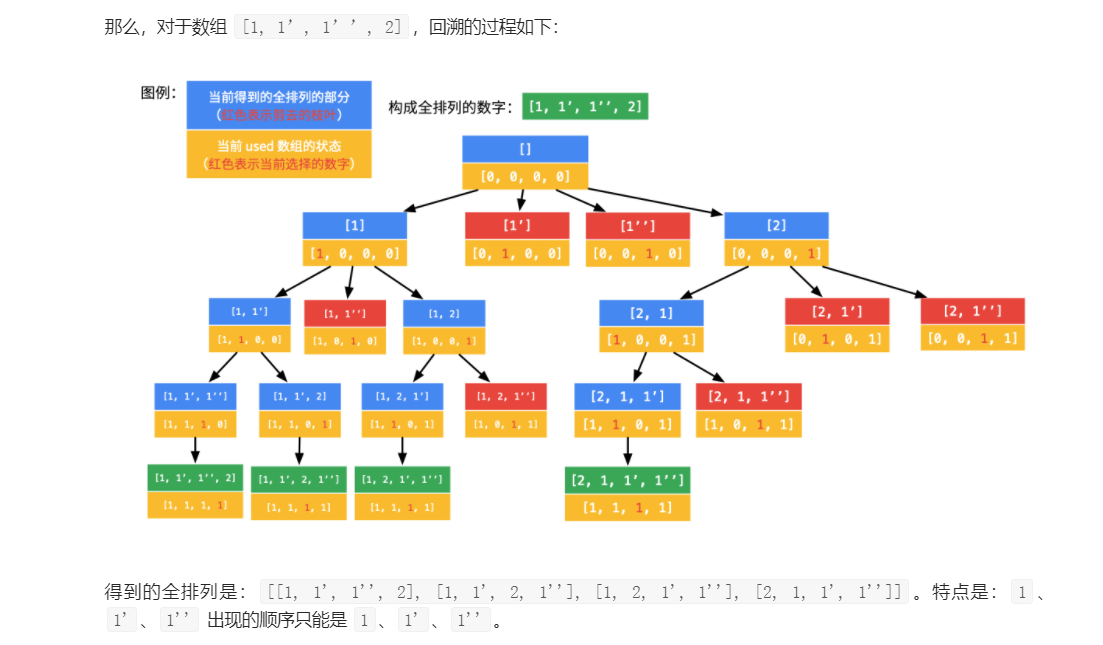 那么，对于数组 [1, 1’, 1’ ’, 2]，回溯的过程如下：
图例：
当前得到的全排列的部分
（红色表示剪去的枝叶）
当前 used 数组的状态
（红色表示当前选择的数字）
构成全排列的数字： [1, 1’, 1’’, 2]
[]
[0, 0, 0, 0]
[1] [1’] [1’’] [2]
[1, 0, 0, 0] [0, 1, 0, 0] [0, 0, 1, 0] [0, 0, 0, 1]
[1, 1’] [1, 1’’] [1, 2] [2, 1] [2, 1’] [2, 1’’]
[1, 1, 0, 0] [1, 0, 1, 0] [1, 0, 0, 1] [1, 0, 0, 1] [0, 1, 0, 1] [0, 0, 1, 1]
[1, 1’, 1’’] [1, 1’, 2] [1, 2, 1’] [1, 2, 1’’] [2, 1, 1’] [2, 1, 1’’]
[1, 1, 1, 0] [1, 1, 0, 1] [1, 1, 0, 1] [1, 0, 1, 1] [1, 1, 0, 1] [1, 0, 1, 1]
[1, 1’, 1’’, 2] [1, 1’, 2, 1’’] [1, 2, 1’, 1’’] [2, 1, 1’, 1’’]
[1, 1, 1, 1] [1, 1, 1, 1] [1, 1, 1, 1] [1, 1, 1, 1]
得到的全排列是： [[1, 1’, 1’’, 2], [1, 1’, 2, 1’’], [1, 2, 1’, 1’’], [2, 1, 1’, 1’’]]。特点是： 1 、
1’ 、 1’’ 出现的顺序只能是 1 、 1’ 、 1’’ 。